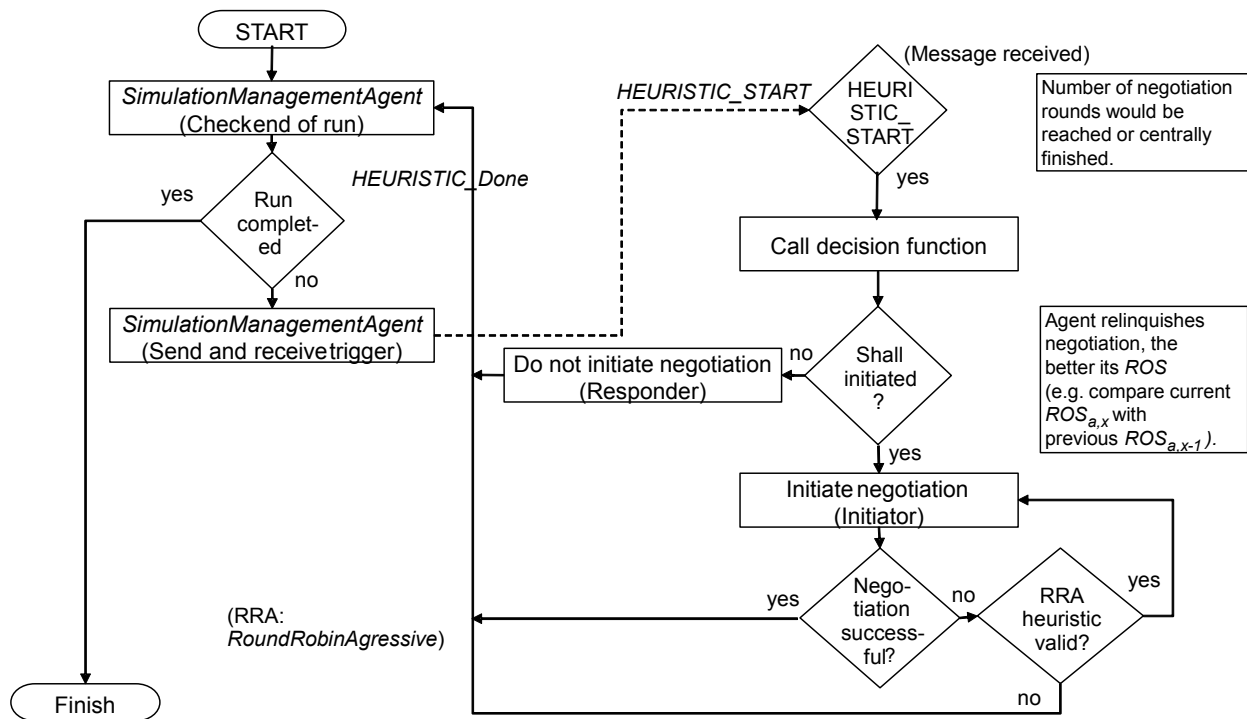 START
SimulationManagementAgent
(Checkend of run)
yes
Run
complet-
ed
no
SimulationManagementAgent
(Send and receivetrigger)
HEURISTIC_Done
HEURISTIC_START
(Message received)
HEURI
STIC_
START
yes
Number of negotiation
rounds would be
reached or centrally
finished.
Call decision function
Shall
initiated
?
no
Do not initiate negotiation
(Responder)
yes
Agent relinquishes
negotiation, the
better its ROS
(e.g. compare current
ROSa,x with
previous ROSa,x-1).
Initiate negotiation
(Initiator)
Nego-
tiation
success-
ful?
yes
no
RRA
heuristic
valid?
yes
no
(RRA:
RoundRobinAgressive)
Finish